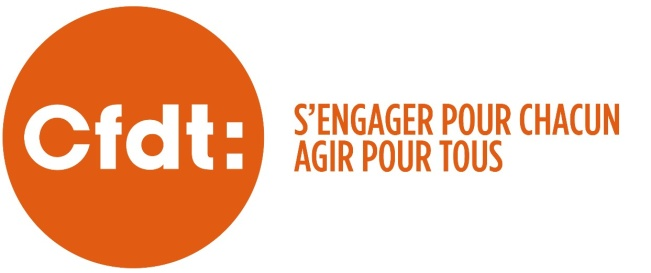 Cfdt:
S'ENGAGER POUR CHACUN
AGIR POUR TOUS